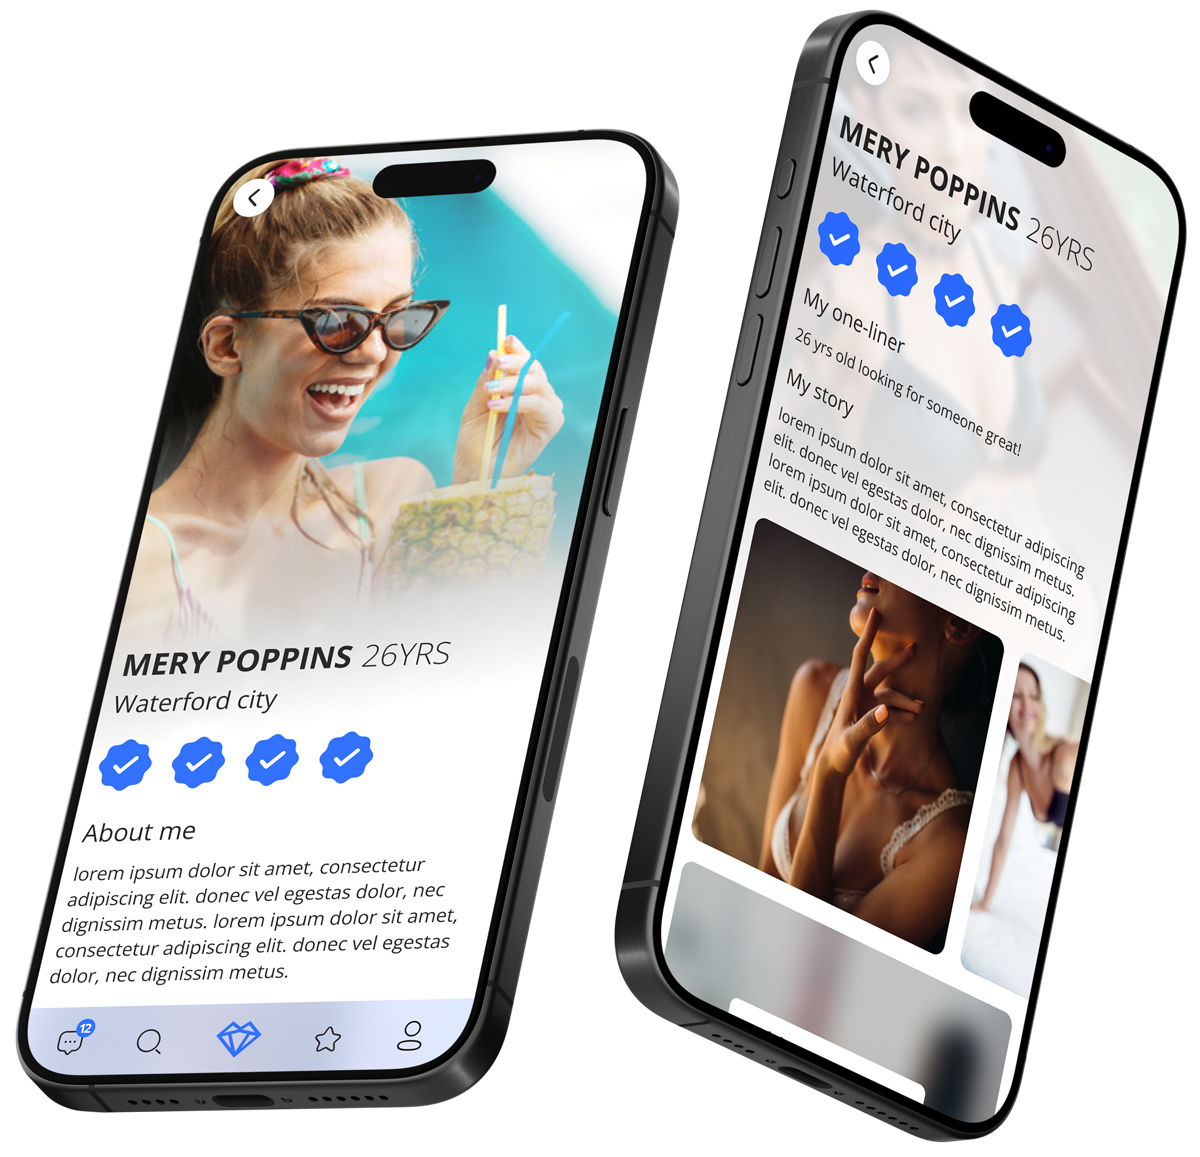 MERY POPPINS 26YRS
Waterford city
About me
lorem ipsum dolor sit amet, consectetur
adipiscing elit. donec vel egestas dolor, nec
dignissim metus. lorem ipsum dolor sit amet,
consectetur adipiscing elit. donec vel egestas
dolor, nec dignissim metus.
12
MERY POPPINS 26YRS
Waterford city
My one-liner
26 yrs old looking for someone great!
My story
lorem ipsum dolor sit amet, consectetur adipiscing
elit. donec vel egestas dolor, nec dignissim metus.
lorem ipsum dolor sit amet, consectetur adipiscing
elit. donec vel egestas dolor, nec dignissim metus.